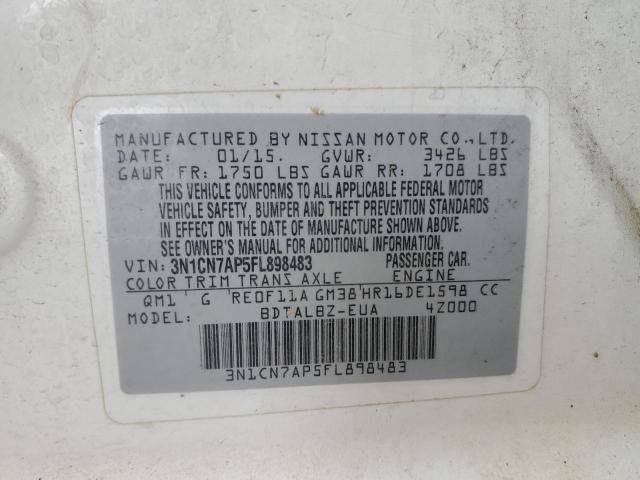 MANUFACTURED BY NISSAN MOTOR CO.,LTD.
DATE: 01/15. GVWR: 3426 LBS
GAWR FR: 1750 LBS GAWR RR: 1708 LBS
THIS VEHICLE CONFORMS TO ALL APPLICABLE FEDERAL MOTOR
VEHICLE SAFETY, BUMPER AND THEFT PREVENTION STANDARDS
IN EFFECT ON THE DATE OF MANUFACTURE SHOWN ABOVE.
SEE OWNER'S MANUAL FOR ADDITIONAL INFORMATION.
VIN: 3N1CN7AP5FL898483 PASSENGER CAR.
COLOR TRIM TRANS AXLE ENGINE
QM1 G RE0F11A GM38 HR16DE1598 CC
MODEL: BDTALBZ-EUA 4Z000
3N1CN7AP5FL898483